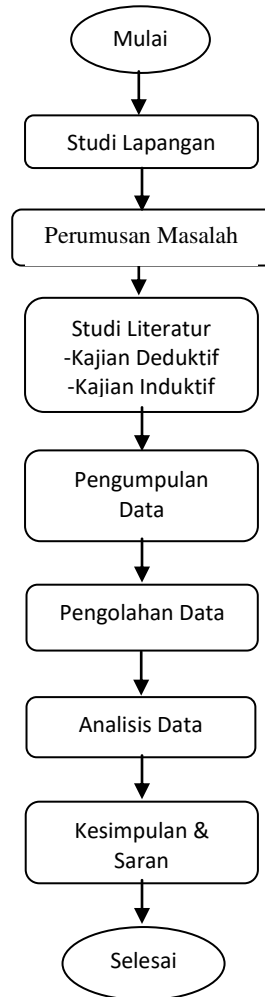 Mulai
Studi Lapangan
Perumusan Masalah
Studi Literatur
-Kajian Deduktif
-Kajian Induktif
Pengumpulan
Data
Pengolahan Data
Analisis Data
Kesimpulan &
Saran
Selesai